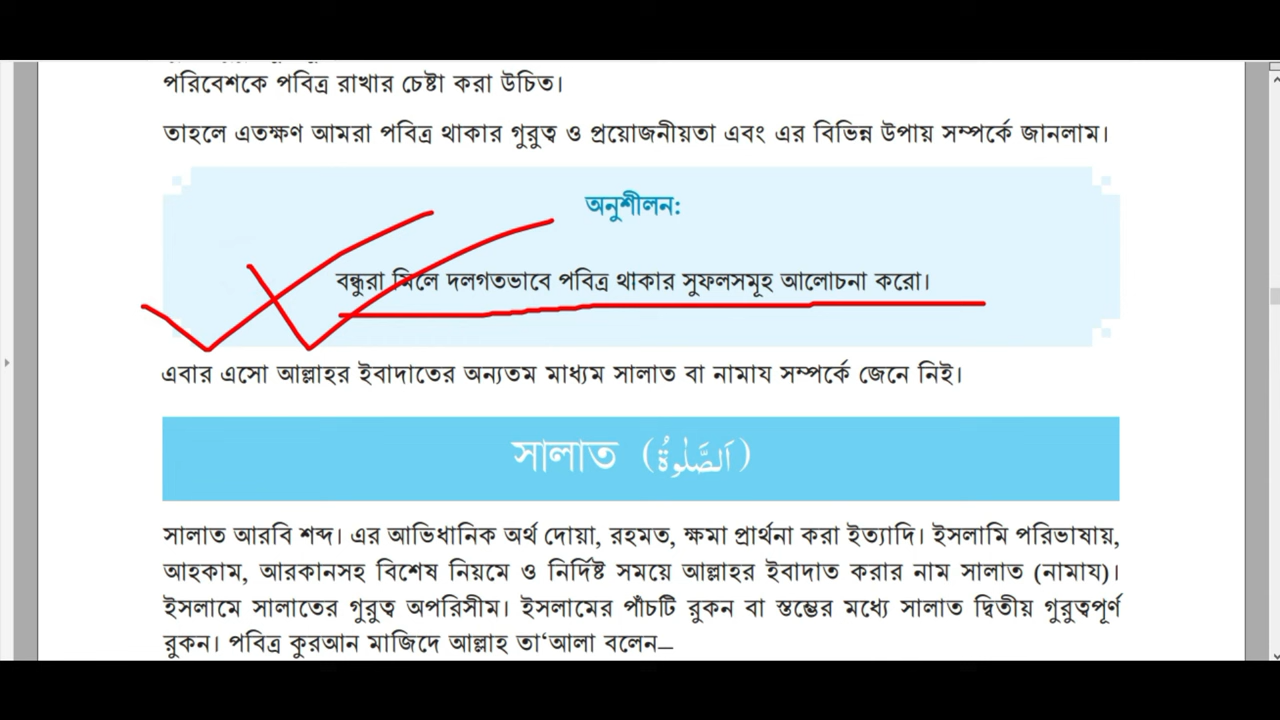 পরিবেশকে পবিত্র রাখার চেষ্টা করা উচিত।
তাহলে এতক্ষণ আমরা পবিত্র থাকার গুরুত্ব ও প্রয়োজনীয়তা এবং এর বিভিন্ন উপায় সম্পর্কে জানলাম।
অনুশীলন:
বন্ধুরা মিলে দলগতভাবে পবিত্র থাকার সুফলসমূহ আলোচনা করো।
এবার এসো আল্লাহর ইবাদাতের অন্যতম মাধ্যম সালাত বা নামায সম্পর্কে জেনে নিই।
সালাত (اَلصَّلٰوةُ)
সালাত আরবি শব্দ। এর আভিধানিক অর্থ দোয়া, রহমত, ক্ষমা প্রার্থনা করা ইত্যাদি। ইসলামি পরিভাষায়,
আহকাম, আরকানসহ বিশেষ নিয়মে ও নির্দিষ্ট সময়ে আল্লাহর ইবাদাত করার নাম সালাত (নামায)।
ইসলামে সালাতের গুরুত্ব অপরিসীম। ইসলামের পাঁচটি রুকন বা স্তম্ভের মধ্যে সালাত দ্বিতীয় গুরুত্বপূর্ণ
রুকন। পবিত্র কুরআন মাজিদে আল্লাহ তা‘আলা বলেন–